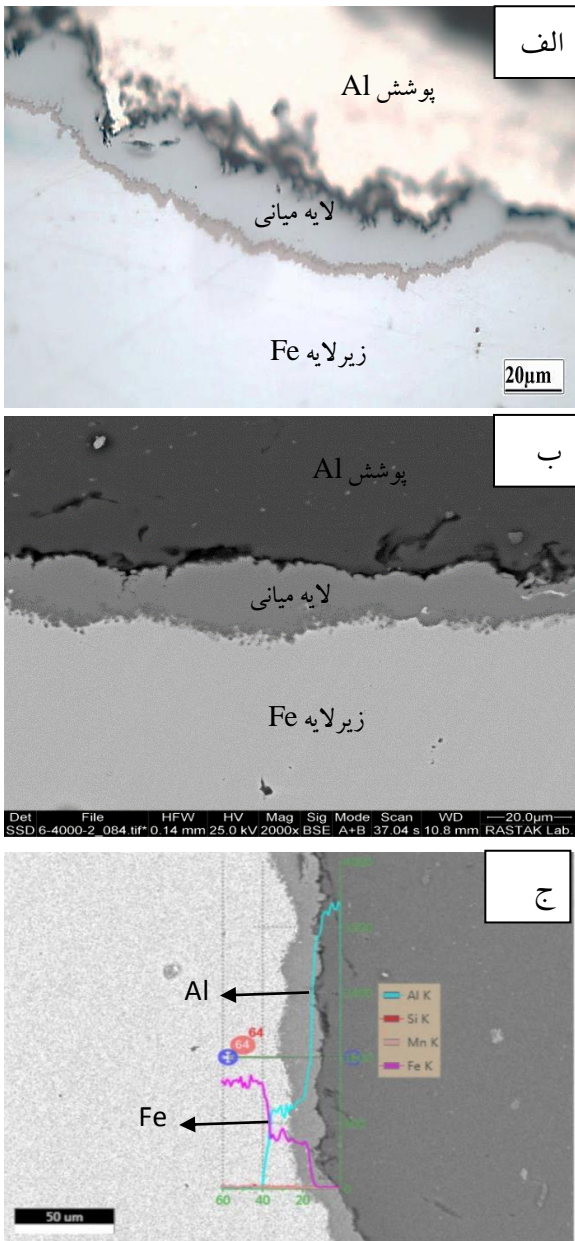 الف
پوشش Al
لایه میانی
زیرلایه Fe
20µm
ب
پوشش Al
لایه میانی
زیرلایه Fe
Det File HFW HV Mag Sig Mode Scan WD 20.0µm
SSD 6-4000-2_084.tif* 0.14 mm 25.0 kV 2000x BSE A+B 37.04 s 10.8 mm RASTAK Lab.
ج
Al
Al K
Si K
Mn K
Fe K
64
64
Fe
60 40 20
50 um